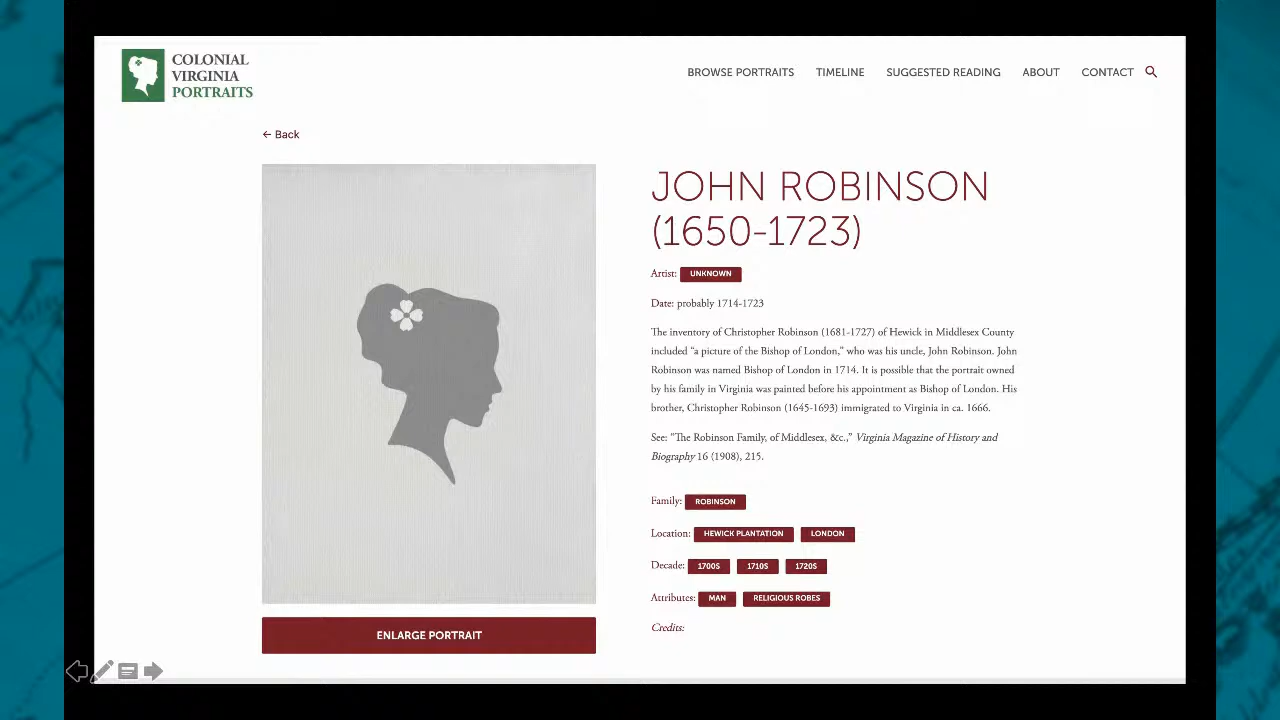 COLONIAL
VIRGINIA
PORTRAITS
BROWSE PORTRAITS TIMELINE SUGGESTED READING ABOUT CONTACT
← Back
JOHN ROBINSON
(1650-1723)
Artist: UNKNOWN
Date: probably 1714-1723
The inventory of Christopher Robinson (1681-1727) of Hewick in Middlesex County
included “a picture of the Bishop of London,” who was his uncle, John Robinson. John
Robinson was named Bishop of London in 1714. It is possible that the portrait owned
by his family in Virginia was painted before his appointment as Bishop of London. His
brother, Christopher Robinson (1645-1693) immigrated to Virginia in ca. 1666.
See: ”The Robinson Family, of Middlesex, &c.,” Virginia Magazine of History and
Biography 16 (1908), 215.
Family: ROBINSON
Location: HEWICK PLANTATION LONDON
Decade: 1700S 1710S 1720S
Attributes: MAN RELIGIOUS ROBES
Credits:
ENLARGE PORTRAIT